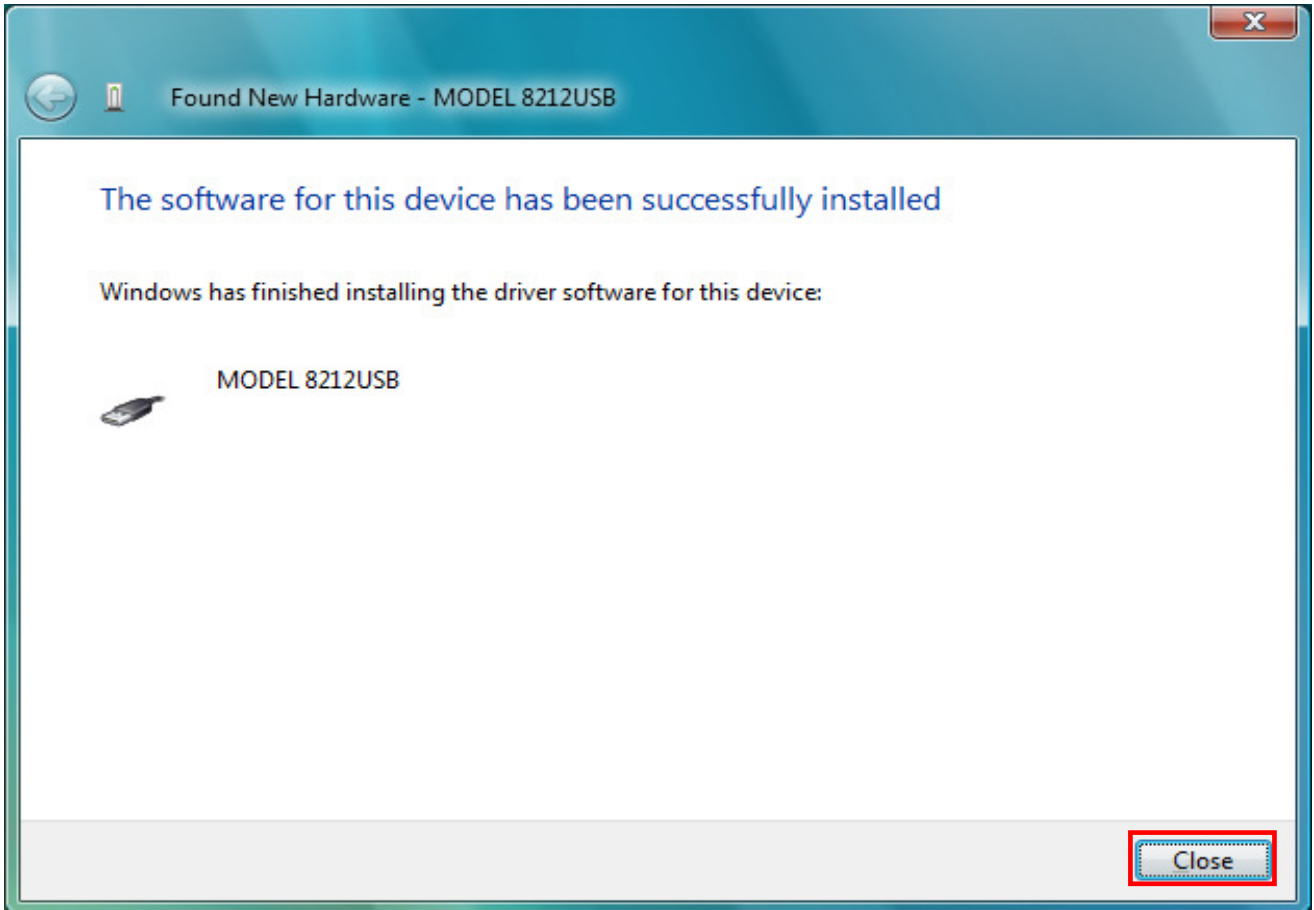 Found New Hardware - MODEL 8212USB
The software for this device has been successfully installed
Windows has finished installing the driver software for this device:
MODEL 8212USB
Close